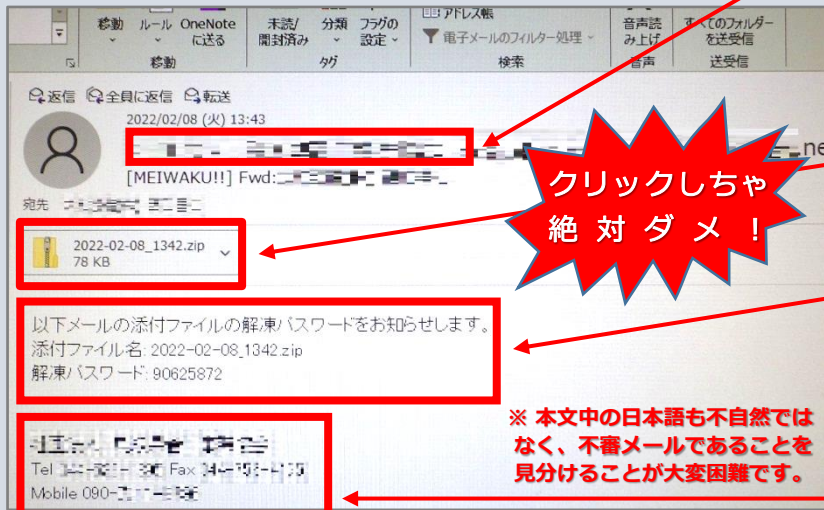 移動
ルール
OneNote
に送る
未読/
開封済み
分類
フラグの
設定
アドレス帳
電子メールのフィルター処理
音声読
み上げ
すべてのフォルダー
を送受信
移動
タグ
検索
音声
送受信
返信 全員に返信 転送
2022/02/08 (火) 13:43
[MEIWAKU!!] Fwd:
宛先
2022-02-08_1342.zip
78 KB
クリックしちゃ
絶対ダメ!
以下メールの添付ファイルの解凍パスワードをお知らせします。
添付ファイル名: 2022-02-08_1342.zip
解凍パスワード: 90625872
※ 本文中の日本語も不自然では
なく、不審メールであることを
見分けることが大変困難です。
Tel Fax
Mobile 090-